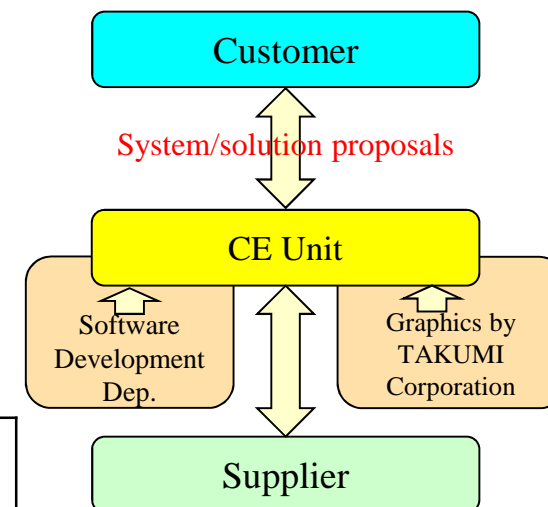 Customer
System/solution proposals
CE Unit
Software
Development
Dep.
Graphics by
TAKUMI
Corporation
Supplier